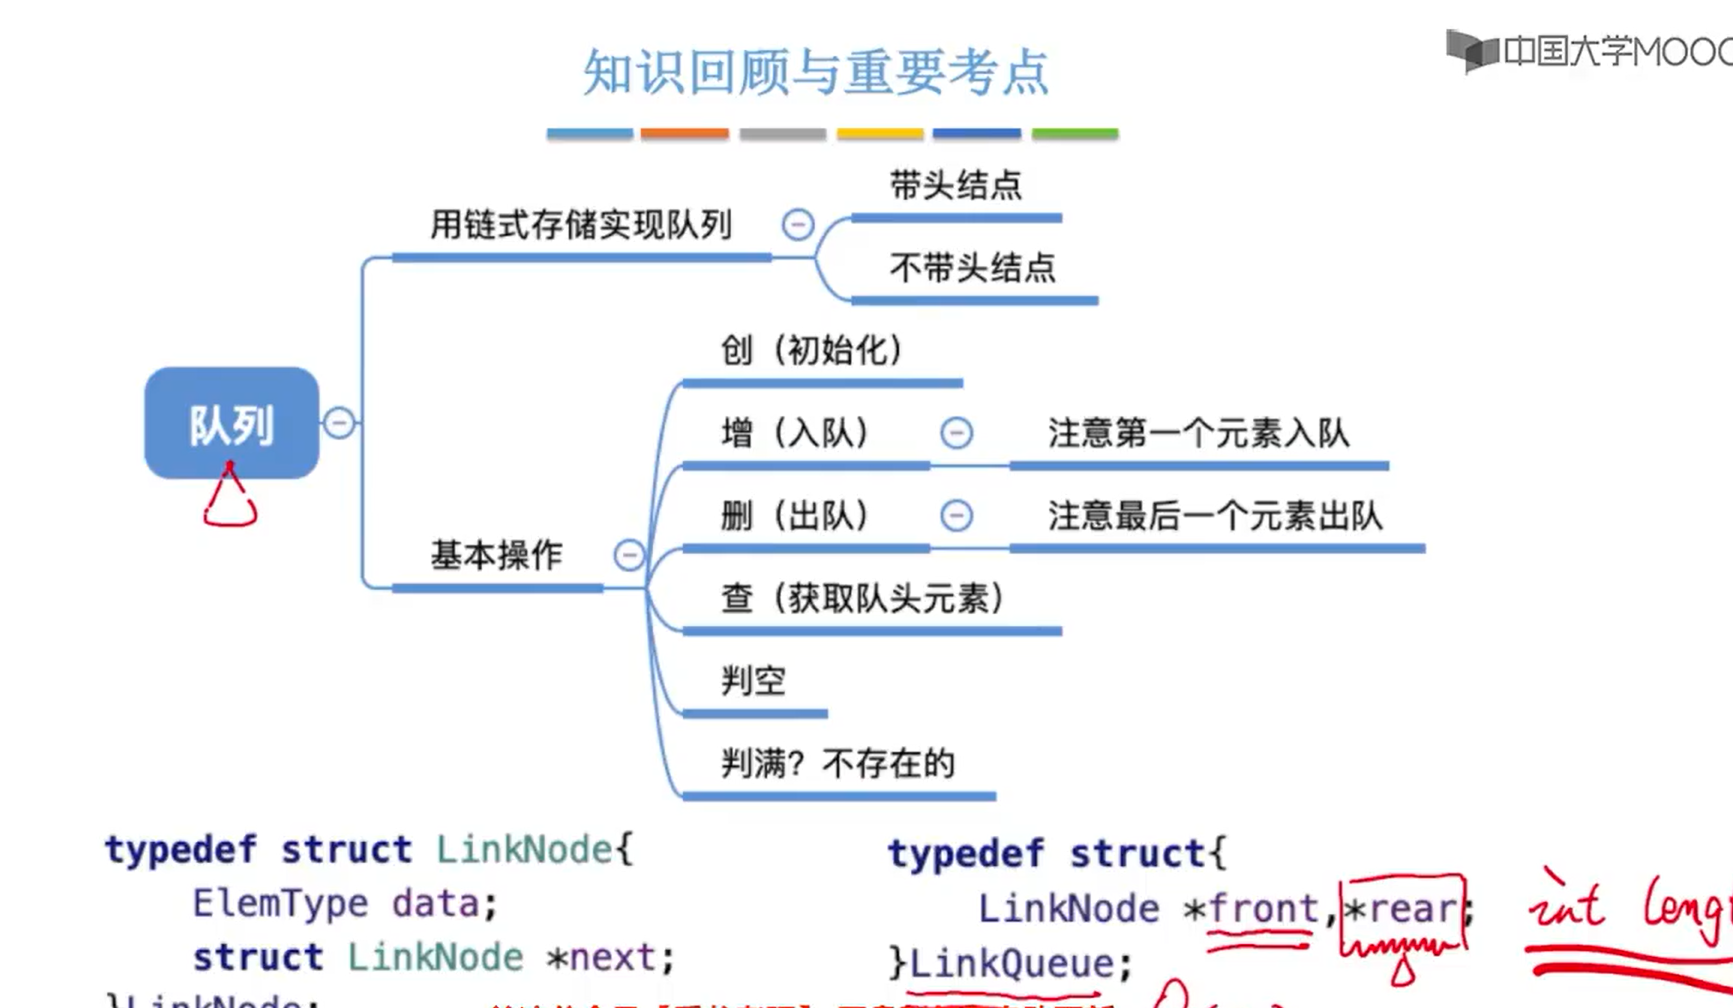 知识回顾与重要考点
中国大学MOOC
带头结点
用链式存储实现队列
不带头结点
创（初始化）
增（入队）
注意第一个元素入队
队列
删（出队）
注意最后一个元素出队
基本操作
查（获取队头元素）
判空
判满？不存在的
typedef struct LinkNode{
ElemType data;
struct LinkNode *next;
}LinkNode;
typedef struct{
LinkNode *front,*rear;
}LinkQueue;
int leng